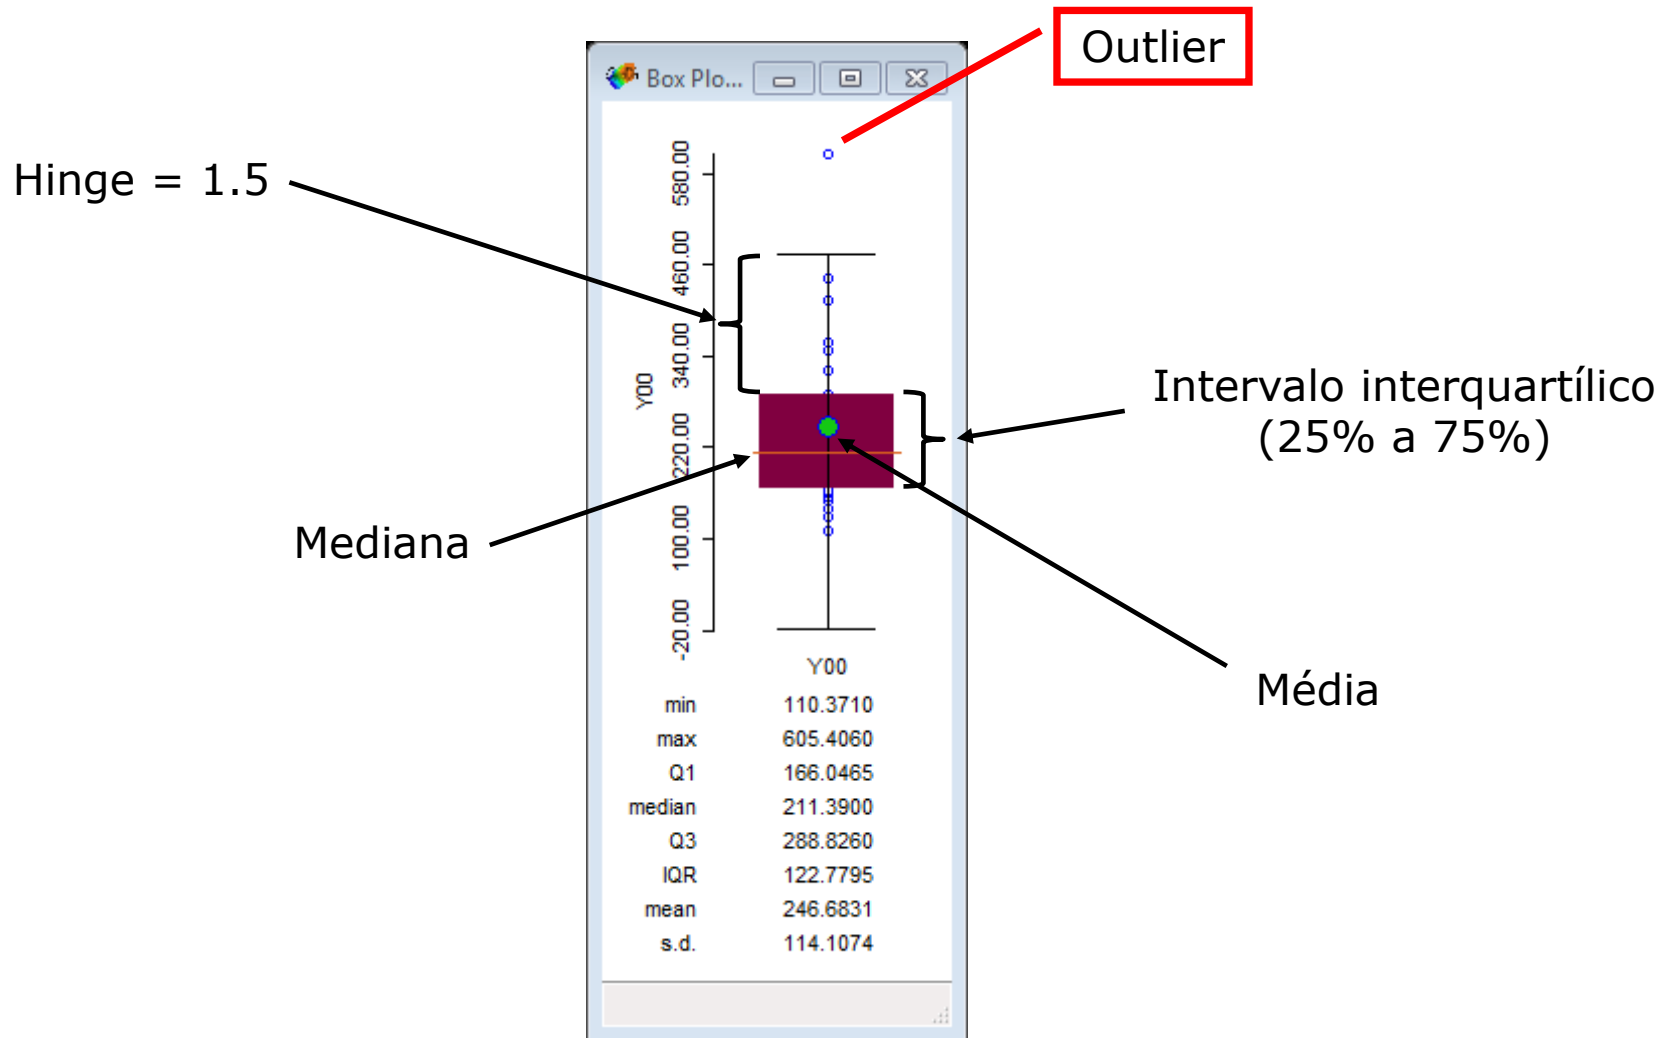 Outlier
Box Plo...
Hinge = 1.5
580.00
460.00
340.00
220.00
100.00
-20.00
Y00
Intervalo interquartílico
(25% a 75%)
Mediana
Média
Y00
min 110.3710
max 605.4060
Q1 166.0465
median 211.3900
Q3 288.8260
IQR 122.7795
mean 246.6831
s.d. 114.1074